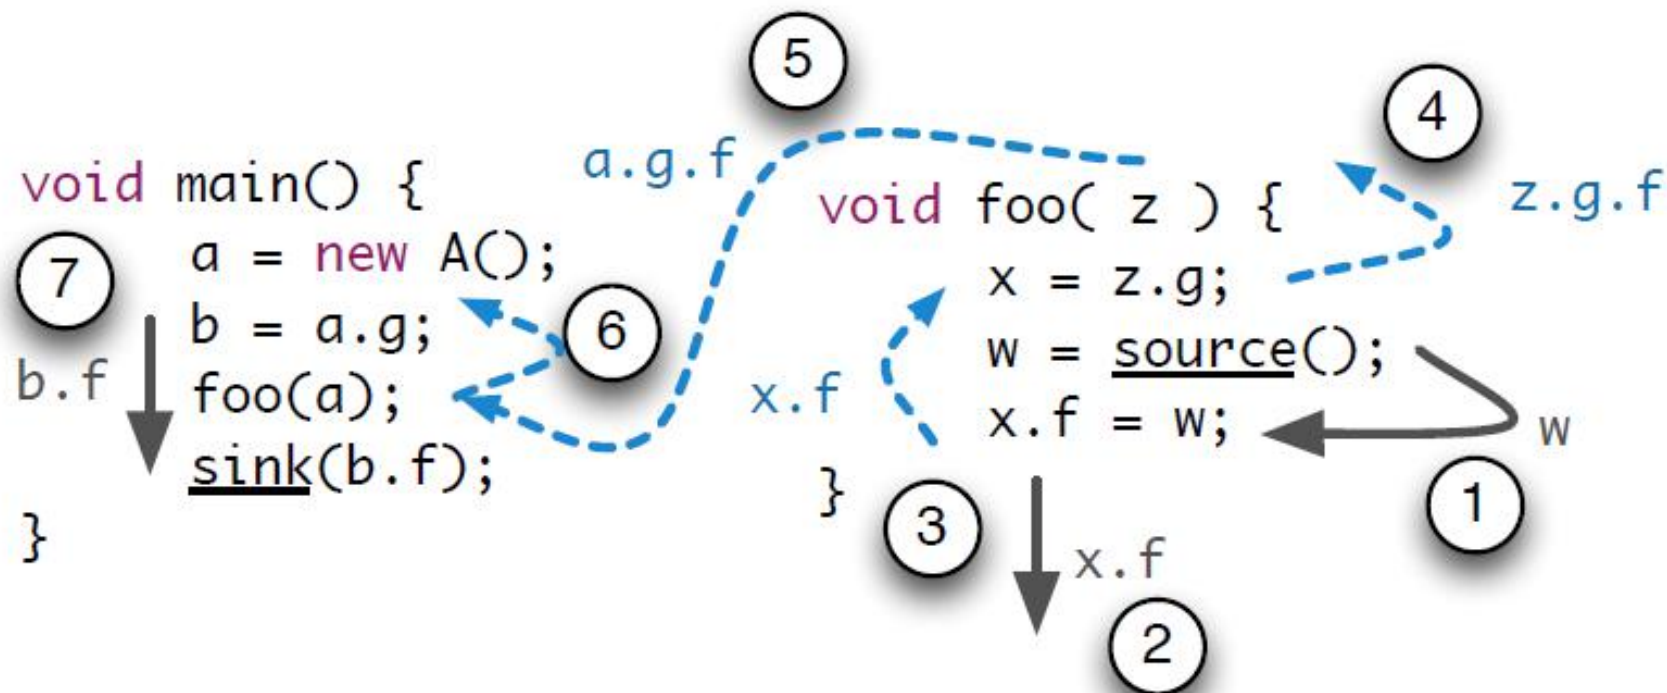 5
4
a.g.f
void main() {
void foo( z ) {
z.g.f
a = new A();
7
x = z.g;
b = a.g;
6
w = source();
b.f
foo(a);
x.f
x.f = w;
w
sink(b.f);
}
3
1
}
x.f
2